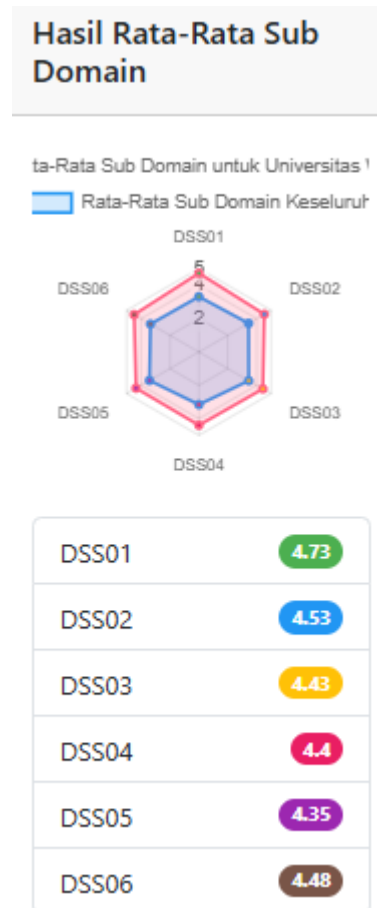 Hasil Rata-Rata Sub
Domain
ta-Rata Sub Domain untuk Universitas
Rata-Rata Sub Domain Keseluruh
DSS01
5
DSS06
4
DSS02
2
DSS05
DSS03
DSS04
DSS01 4.73
DSS02 4.53
DSS03 4.43
DSS04 4.4
DSS05 4.35
DSS06 4.48